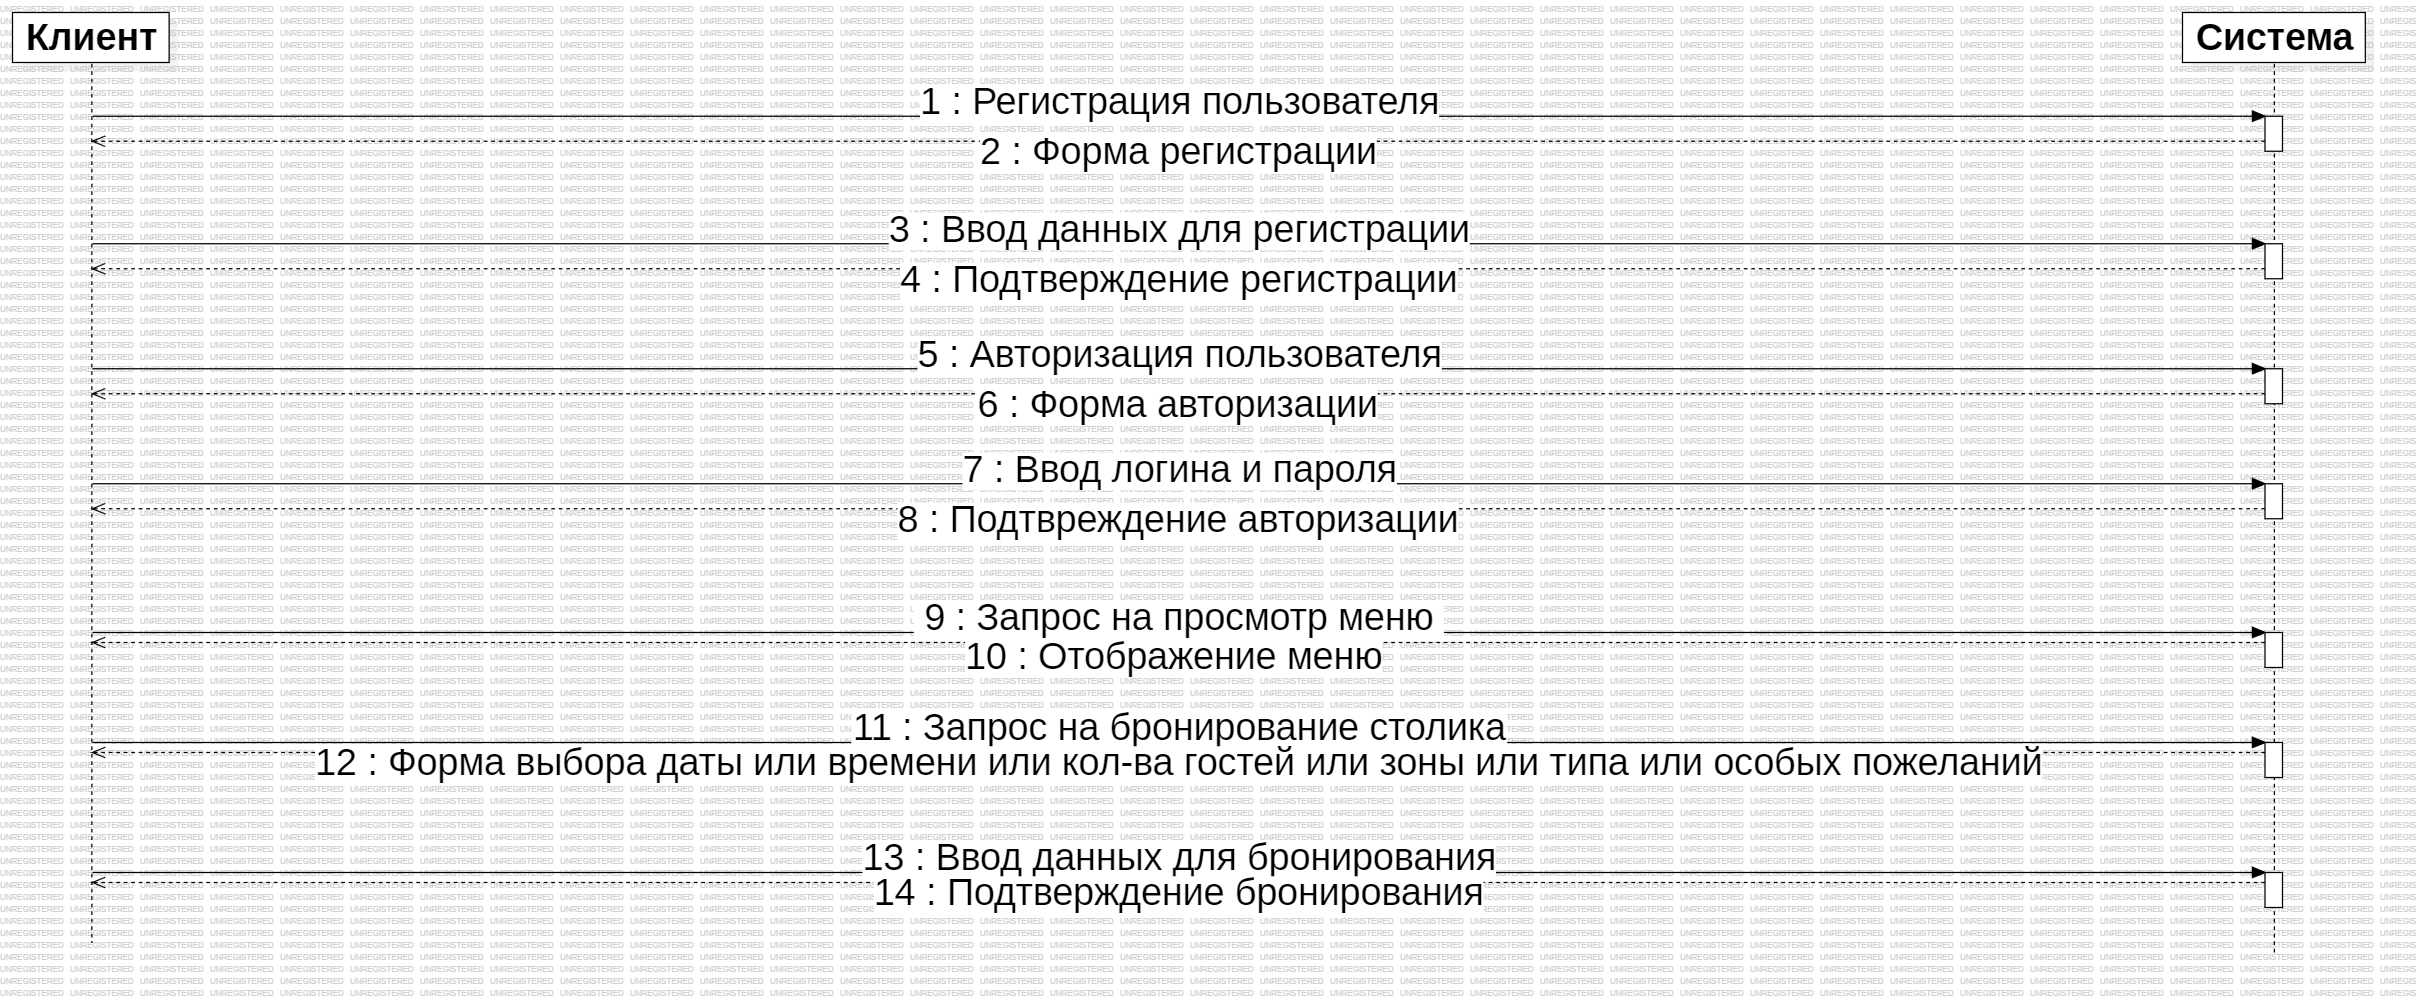 Клиент
Система
1 : Регистрация пользователя
2 : Форма регистрации
3 : Ввод данных для регистрации
4 : Подтверждение регистрации
5 : Авторизация пользователя
6 : Форма авторизации
7 : Ввод логина и пароля
8 : Подтвреждение авторизации
9 : Запрос на просмотр меню
10 : Отображение меню
11 : Запрос на бронирование столика
12 : Форма выбора даты или времени или кол-ва гостей или зоны или типа или особых пожеланий
13 : Ввод данных для бронирования
14 : Подтверждение бронирования
UNREGISTERED